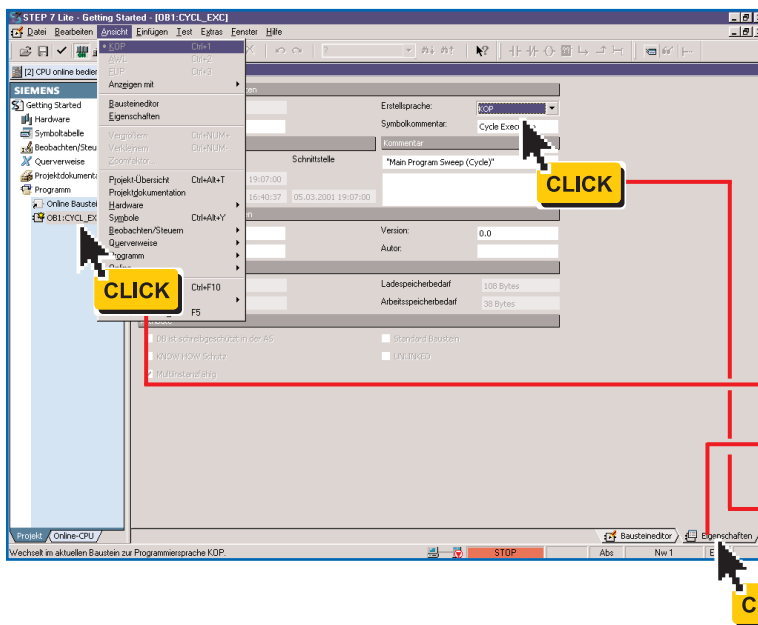 STEP 7 Lite - Getting Started - [OB1:CYCL_EXC]
Datei Bearbeiten Ansicht Einfügen Test Extras Fenster Hilfe
?
[2] CPU online bedien
SIEMENS
Getting Started
Hardware
Symboltabelle
Beobachten/Steu
Querverweise
Projektdokumenta
Programm
Online Baustei
OB1:CYCL_EX
KOP Ctrl+1
AWL Ctrl+2
FUP Ctrl+3
Anzeigen mit
Bausteineditor
Eigenschaften
Vergrößern Ctrl+NUM+
Verkleinern Ctrl+NUM-
Zoomfaktor...
Projekt-Übersicht Ctrl+Alt+T
Projektdokumentation
Hardware
Symbole Ctrl+Alt+Y
Beobachten/Steuern
Querverweise
Programm
Online
Ctrl+F10
F5
CLICK
Erstellsprache: KOP
Symbolkommentar: Cycle Execu
Kommentar
Schnittstelle
"Main Program Sweep (Cycle)"
19:07:00
16:40:37 05.03.2001 19:07:00
CLICK
Version: 0.0
Autor:
Ladespeicherbedarf 108 Bytes
Arbeitsspeicherbedarf 38 Bytes
DB ist schreibgeschützt in der AS
Standard Baustein
KNOW HOW Schutz
UNLINKED
Multiinstanzfähig
Projekt Online-CPU
Bausteineditor Eigenschaften
Wechselt im aktuellen Baustein zur Programmiersprache KOP.
STOP Abs Nw 1 E
C